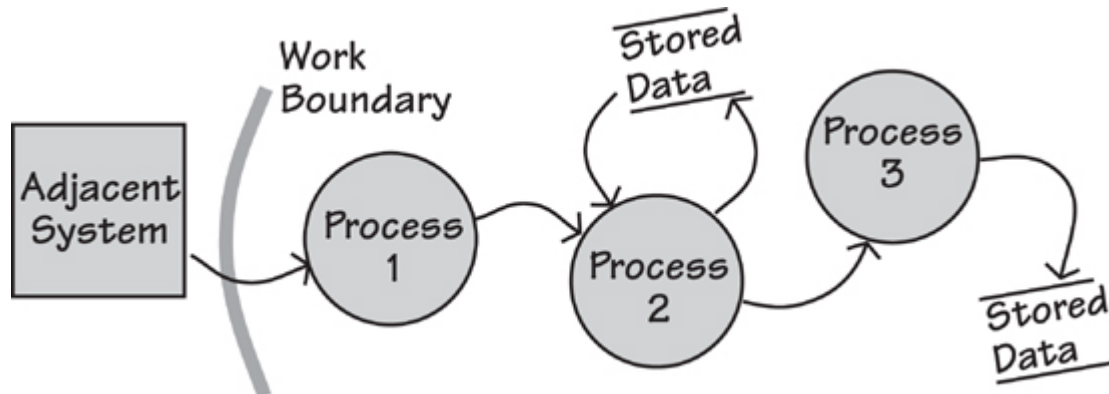 Work
Boundary
Adjacent
System
Process
1
Stored
Data
Process
2
Process
3
Stored
Data